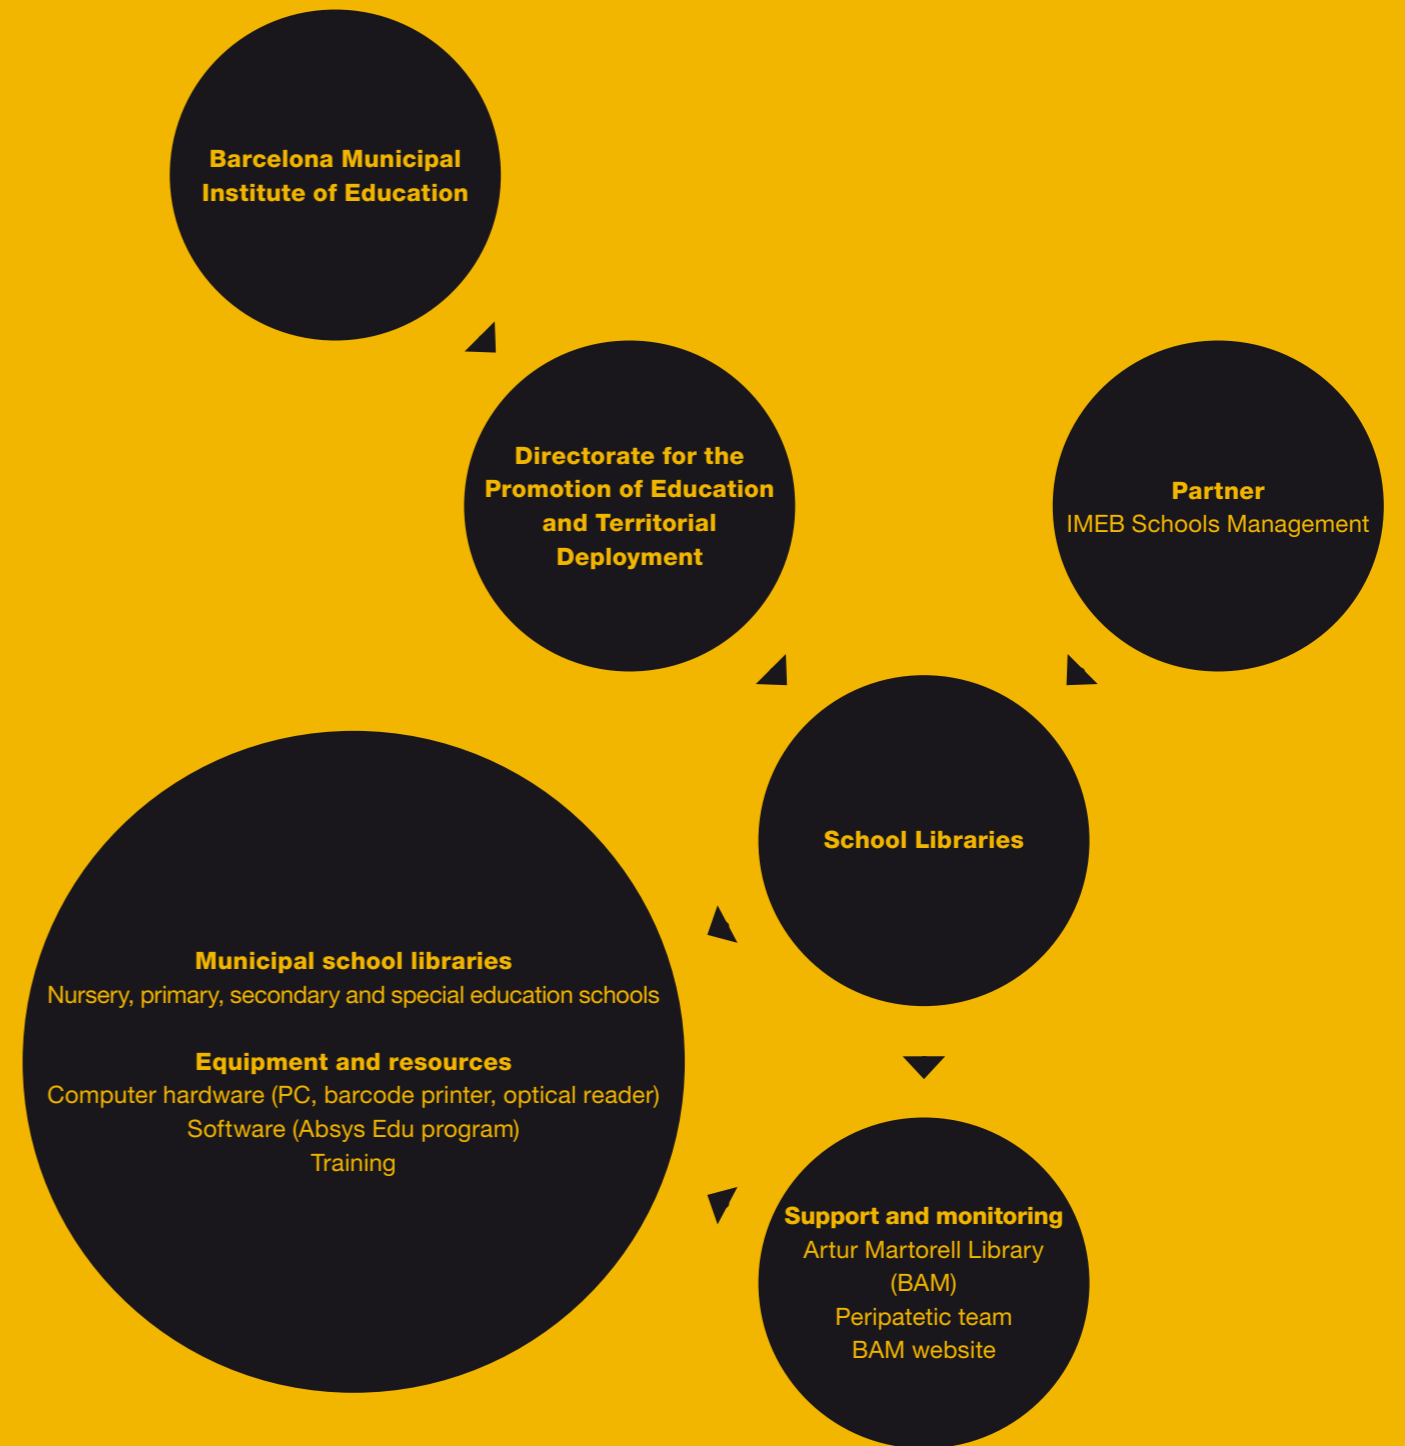 Barcelona Municipal
Institute of Education
Directorate for the
Promotion of Education
and Territorial
Deployment
Partner
IMEB Schools Management
School Libraries
Municipal school libraries
Nursery, primary, secondary and special education schools
Equipment and resources
Computer hardware (PC, barcode printer, optical reader)
Software (Absys Edu program)
Training
Support and monitoring
Artur Martorell Library
(BAM)
Peripatetic team
BAM website